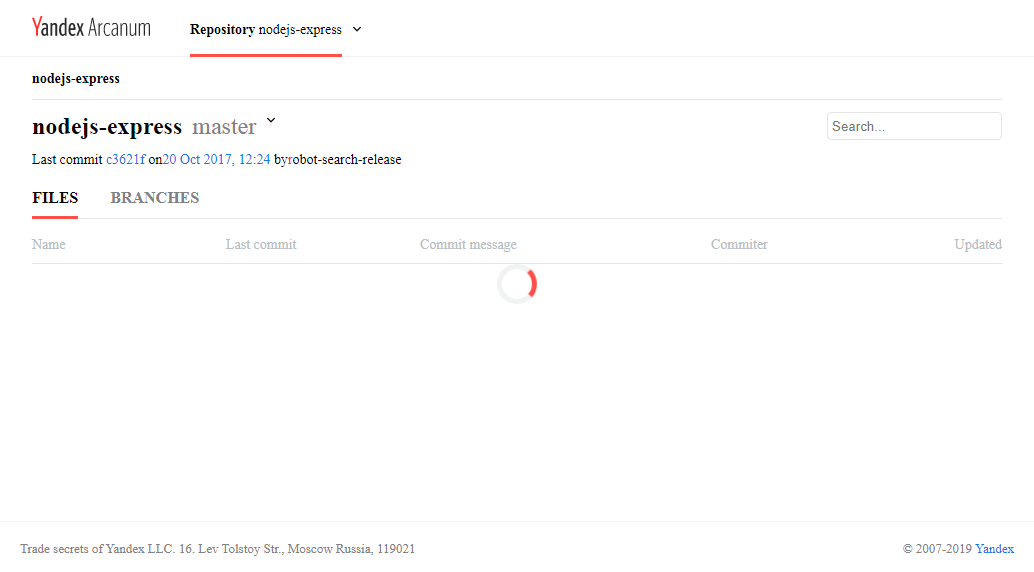 Yandex Arcanum Repository nodejs-express
nodejs-express
nodejs-express master
Search...
Last commit c3621f on20 Oct 2017, 12:24 byrobot-search-release
FILES BRANCHES
Name Last commit Commit message Commiter Updated
Trade secrets of Yandex LLC. 16. Lev Tolstoy Str., Moscow Russia, 119021 © 2007-2019 Yandex